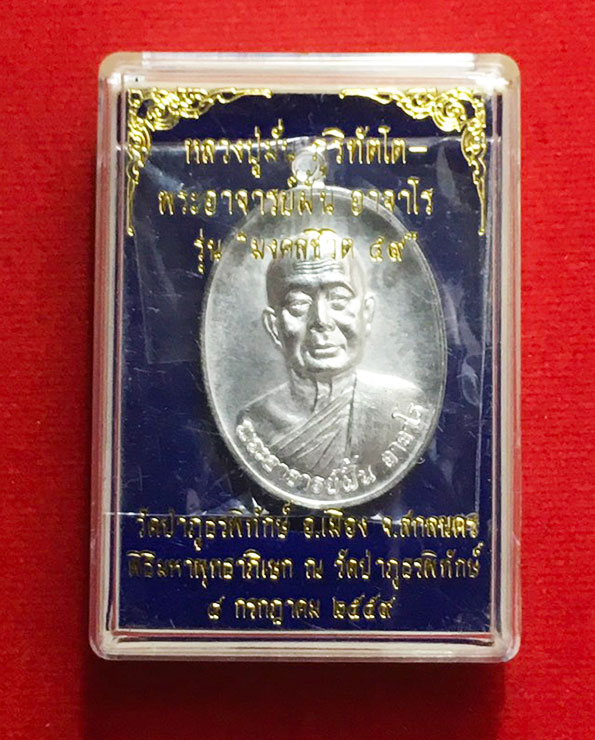 หลวงปู่มั่น ภูริทัตโต-
พระอาจารย์ฝั้น อาจาโร
รุ่น "มงคลชีวิต ๕๙"
พระอาจารย์ฝั้น อาจาโร
วัดป่าภูธรพิทักษ์ อ.เมือง จ.สกลนคร
พิธีมหาพุทธาภิเษก ณ วัดป่าภูธรพิทักษ์
๔ กรกฎาคม ๒๕๕๙